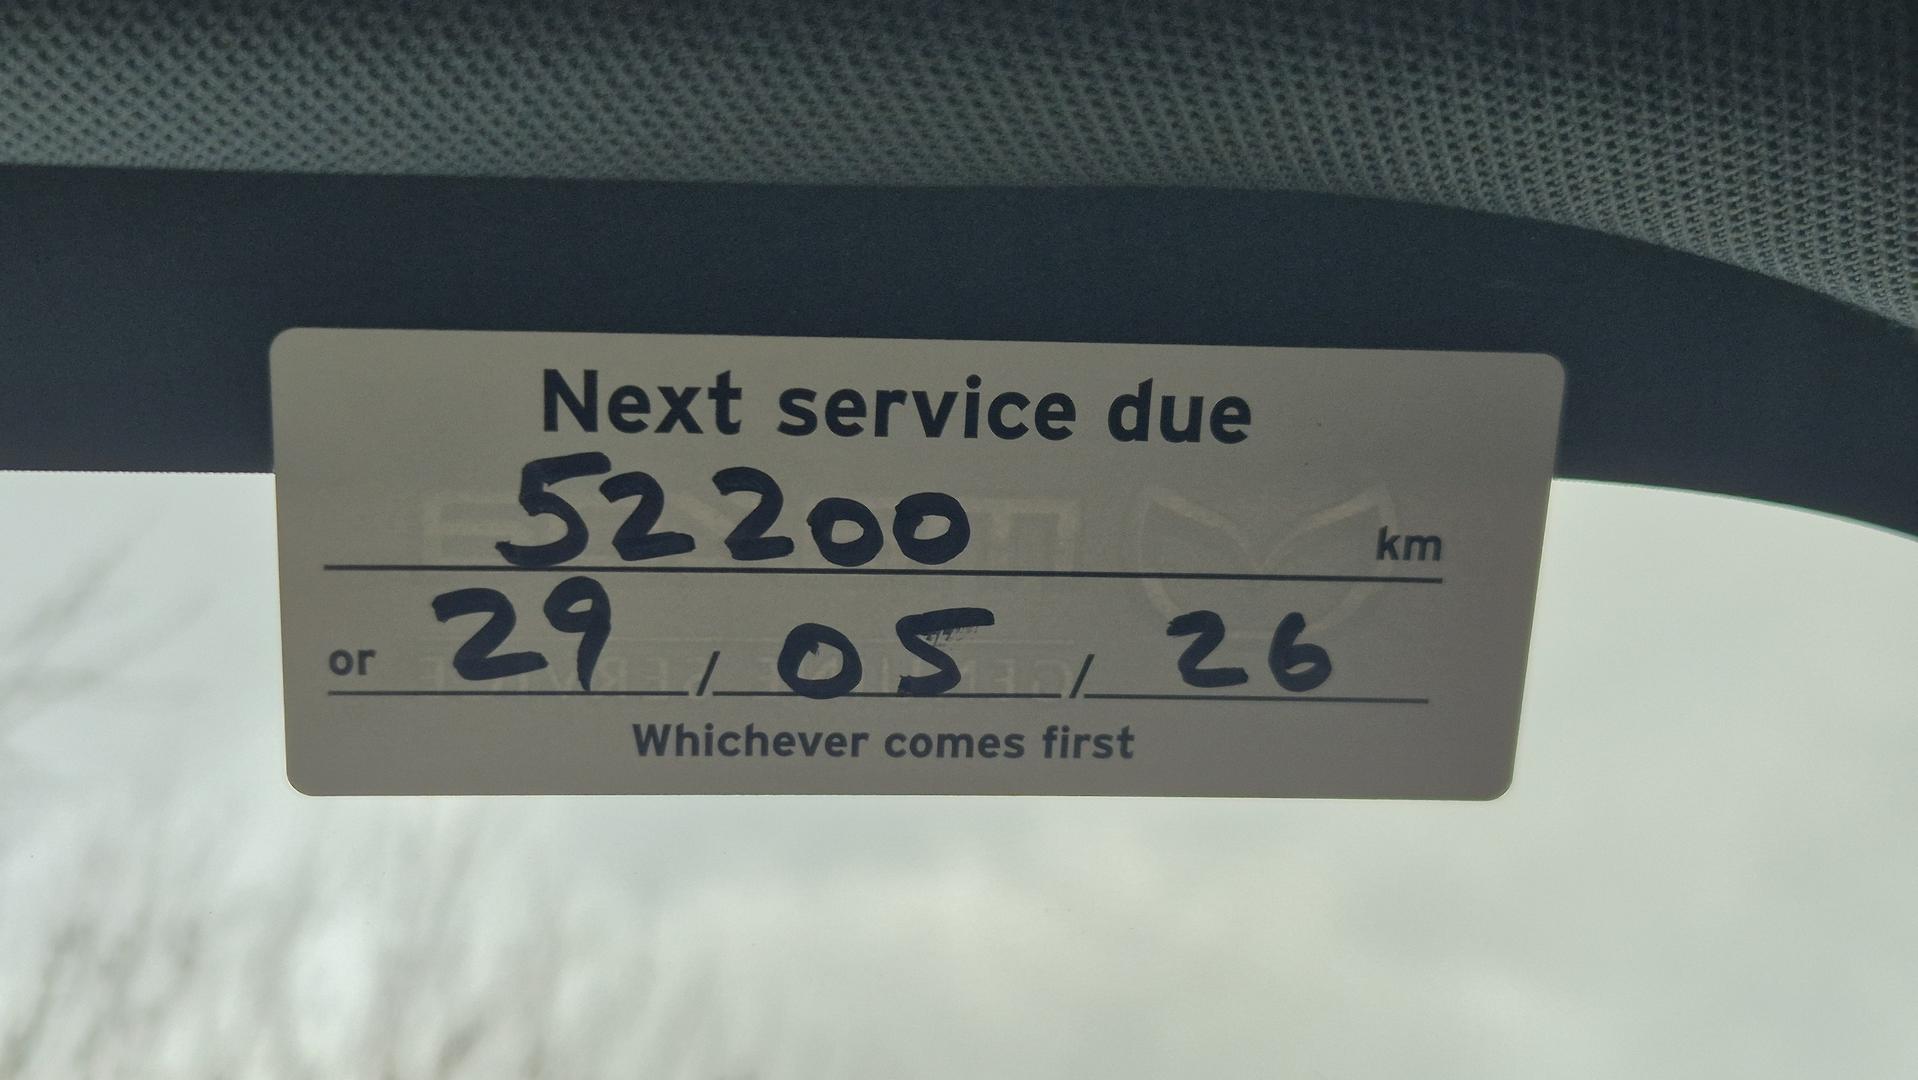 Next service due
52200 km
or 29 / 05 / 26
Whichever comes first